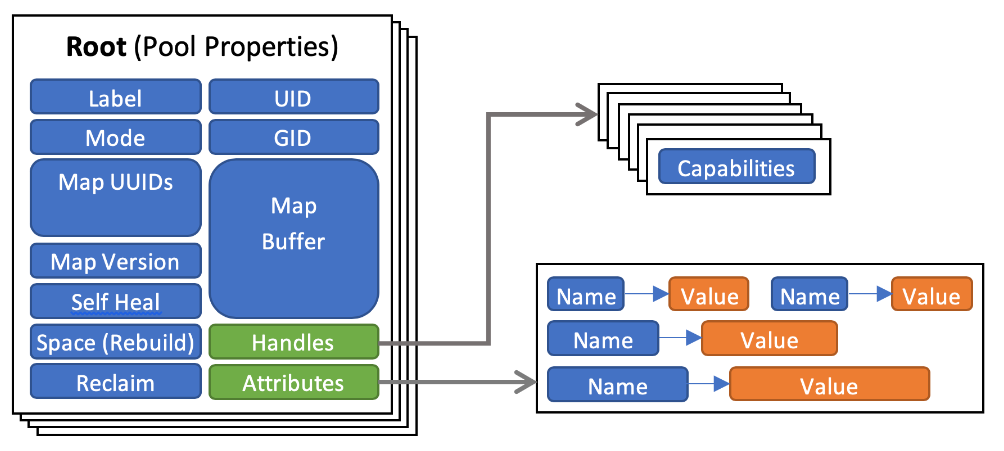 Root (Pool Properties)
Label
UID
Mode
GID
Map UUIDs
Map
Buffer
Map Version
Self Heal
Space (Rebuild)
Handles
Reclaim
Attributes
Capabilities
Name
Value
Name
Value
Name
Value
Name
Value